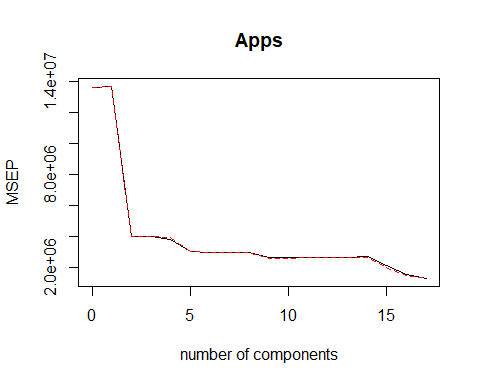 Apps
1.4e+07
8.0e+06
2.0e+06
MSEP
0 5 10 15
number of components